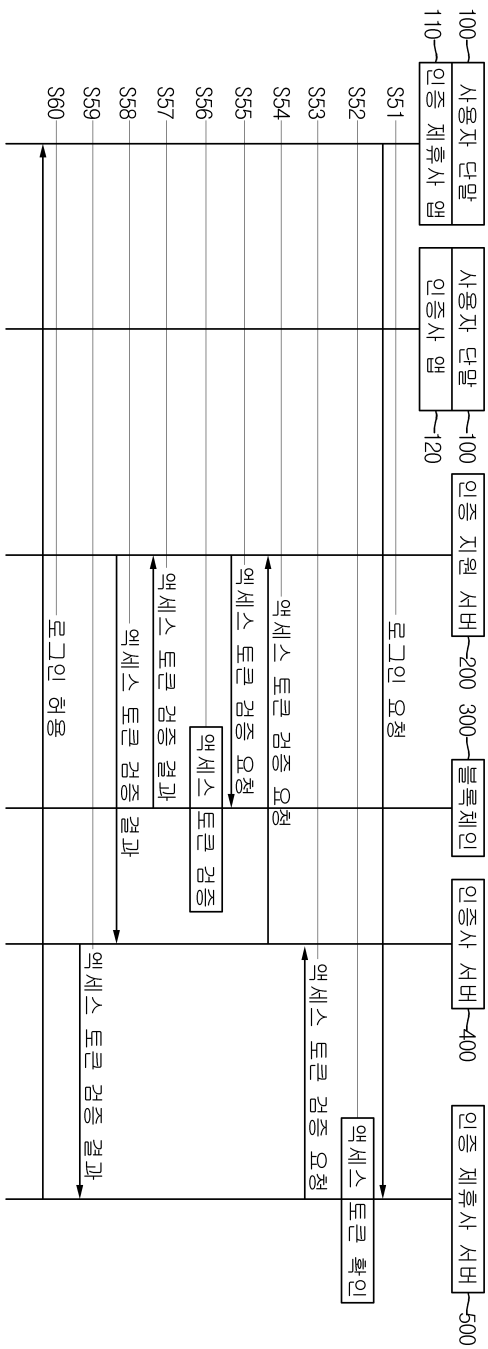 100
사용자 단말
인증 제휴사 앱
110
사용자 단말
100
인증사 앱
120
인증 지원 서버
200
300
블록체인
인증사 서버
400
인증 제휴사 서버
500
S51
로그인 요청
S52
액세스 토큰 확인
S53
액세스 토큰 검증 요청
S54
액세스 토큰 검증 요청
S55
액세스 토큰 검증 요청
S56
액세스 토큰 검증
S57
액세스 토큰 검증 결과
S58
액세스 토큰 검증 결과
S59
액세스 토큰 검증 결과
S60
로그인 허용